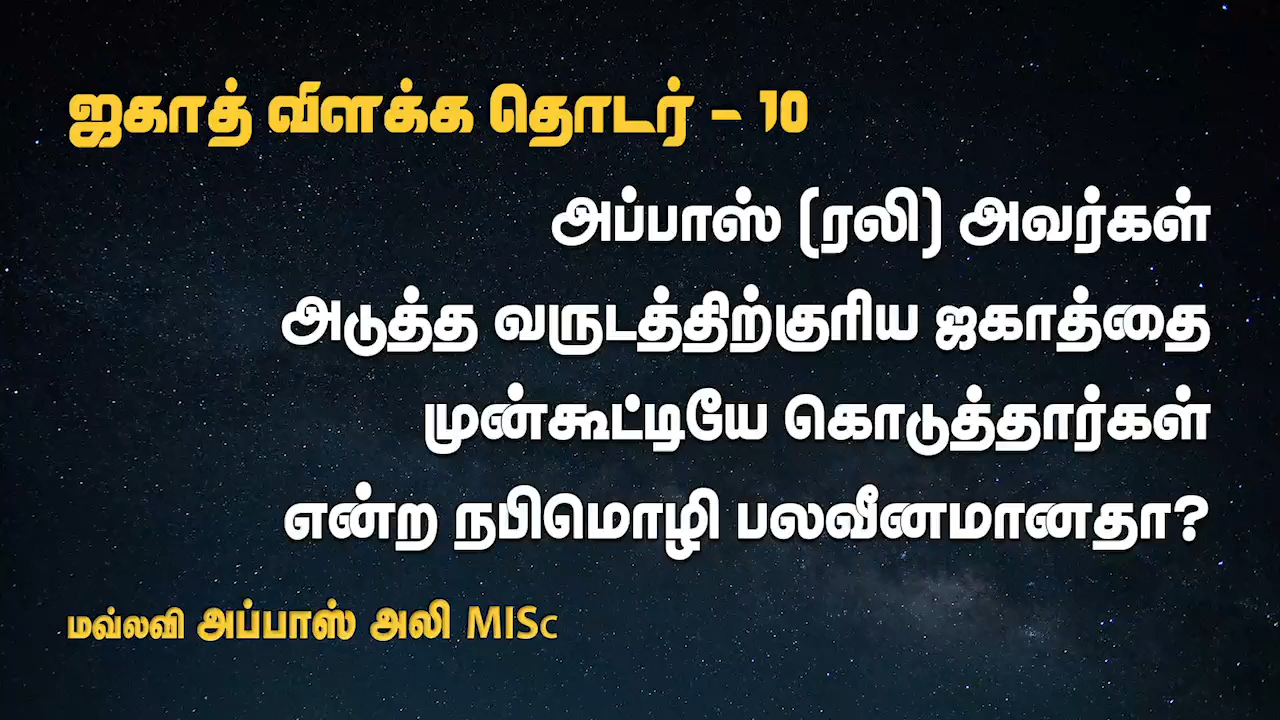 ஜகாத் விளக்க தொடர் – 10
அப்பாஸ் (ரலி) அவர்கள்
அடுத்த வருடத்திற்குரிய ஜகாத்தை
முன்கூட்டியே கொடுத்தார்கள்
என்ற நபிமொழி பலவீனமானதா?
மவ்லவி அப்பாஸ் அலி MISc